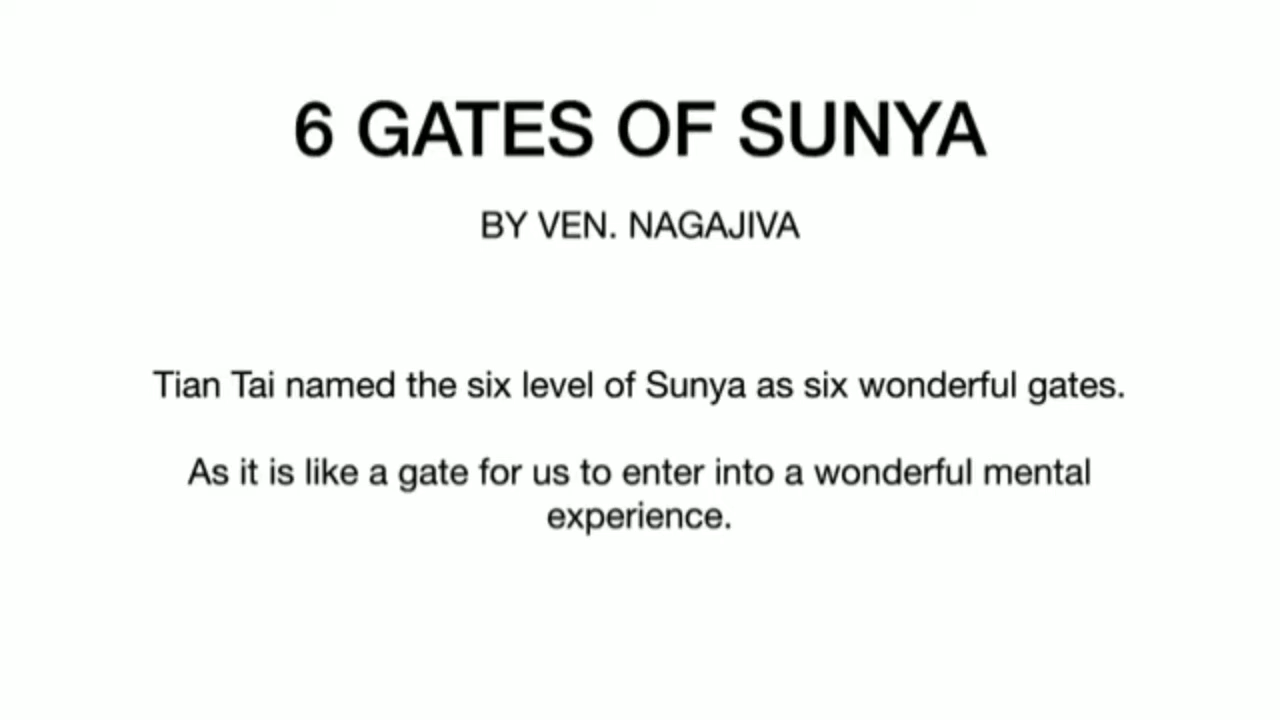 6 GATES OF SUNYA
BY VEN. NAGAJIVA
Tian Tai named the six level of Sunya as six wonderful gates.
As it is like a gate for us to enter into a wonderful mental
experience.